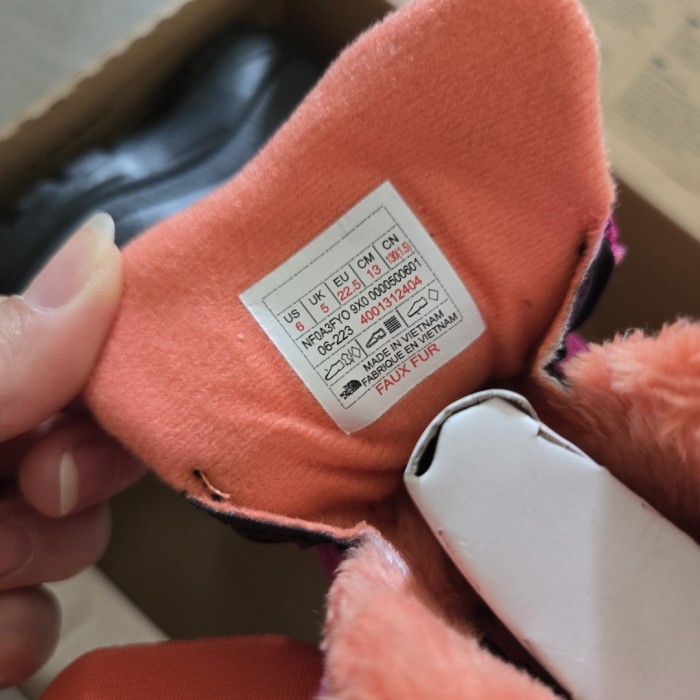 US UK EU CM CN
6 5 22.5 13 130(1.5)
NF0A3FYO 9X0 0000500601
06-223 4001312404
MADE IN VIETNAM
FABRIQUE EN VIETNAM
FAUX FUR